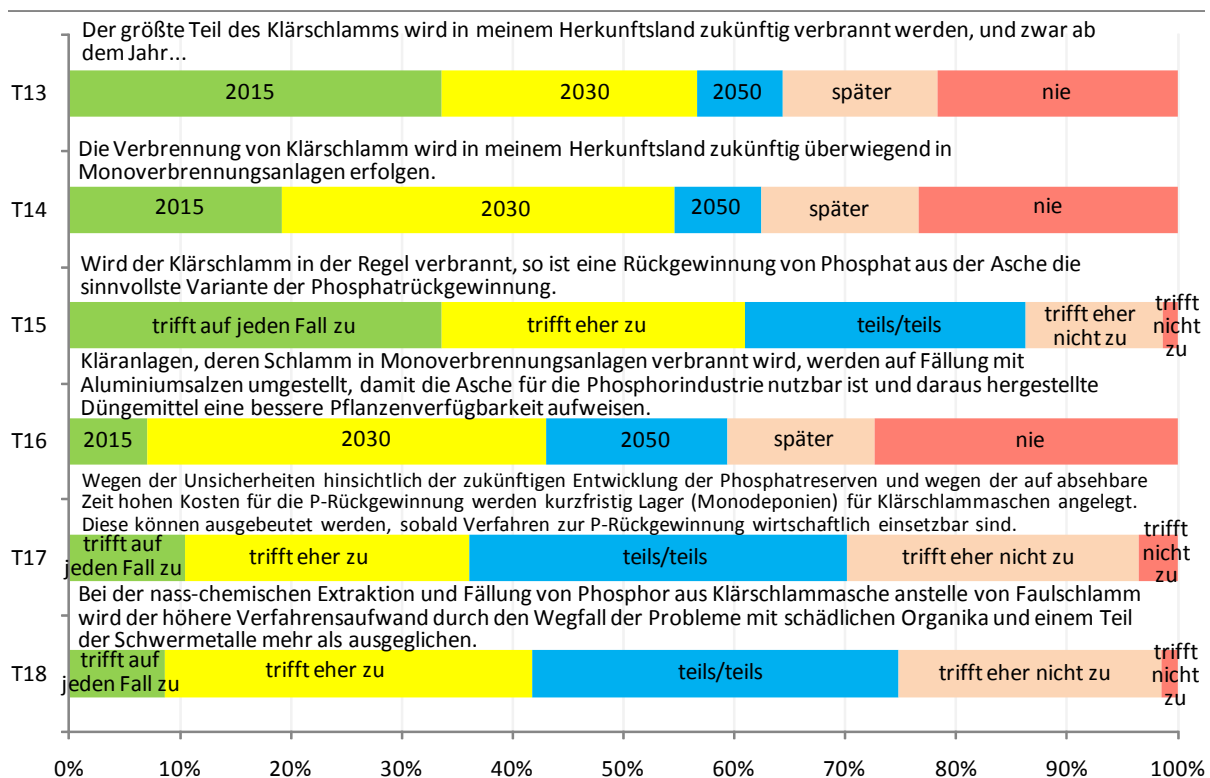 Der größte Teil des Klärschlamms wird in meinem Herkunftsland zukünftig verbrannt werden, und zwar ab
dem Jahr...
T13
2015
2030
2050
später
nie
Die Verbrennung von Klärschlamm wird in meinem Herkunftsland zukünftig überwiegend in
Monoverbrennungsanlagen erfolgen.
T14
2015
2030
2050
später
nie
Wird der Klärschlamm in der Regel verbrannt, so ist eine Rückgewinnung von Phosphat aus der Asche die
sinnvollste Variante der Phosphatrückgewinnung.
T15
trifft auf jeden Fall zu
trifft eher zu
teils/teils
trifft eher
nicht zu
trifft
nicht
zu
Kläranlagen, deren Schlamm in Monoverbrennungsanlagen verbrannt wird, werden auf Fällung mit
Aluminiumsalzen umgestellt, damit die Asche für die Phosphorindustrie nutzbar ist und daraus hergestellte
Düngemittel eine bessere Pflanzenverfügbarkeit aufweisen.
T16
2015
2030
2050
später
nie
Wegen der Unsicherheiten hinsichtlich der zukünftigen Entwicklung der Phosphatreserven und wegen der auf absehbare
Zeit hohen Kosten für die P-Rückgewinnung werden kurzfristig Lager (Monodeponien) für Klärschlammaschen angelegt.
Diese können ausgebeutet werden, sobald Verfahren zur P-Rückgewinnung wirtschaftlich einsetzbar sind.
T17
trifft auf
jeden Fall zu
trifft eher zu
teils/teils
trifft eher nicht zu
trifft
nicht
zu
Bei der nass-chemischen Extraktion und Fällung von Phosphor aus Klärschlammasche anstelle von Faulschlamm
wird der höhere Verfahrensaufwand durch den Wegfall der Probleme mit schädlichen Organika und einem Teil
der Schwermetalle mehr als ausgeglichen.
T18
trifft auf
jeden Fall zu
trifft eher zu
teils/teils
trifft eher nicht zu
trifft
nicht
zu
0% 10% 20% 30% 40% 50% 60% 70% 80% 90% 100%